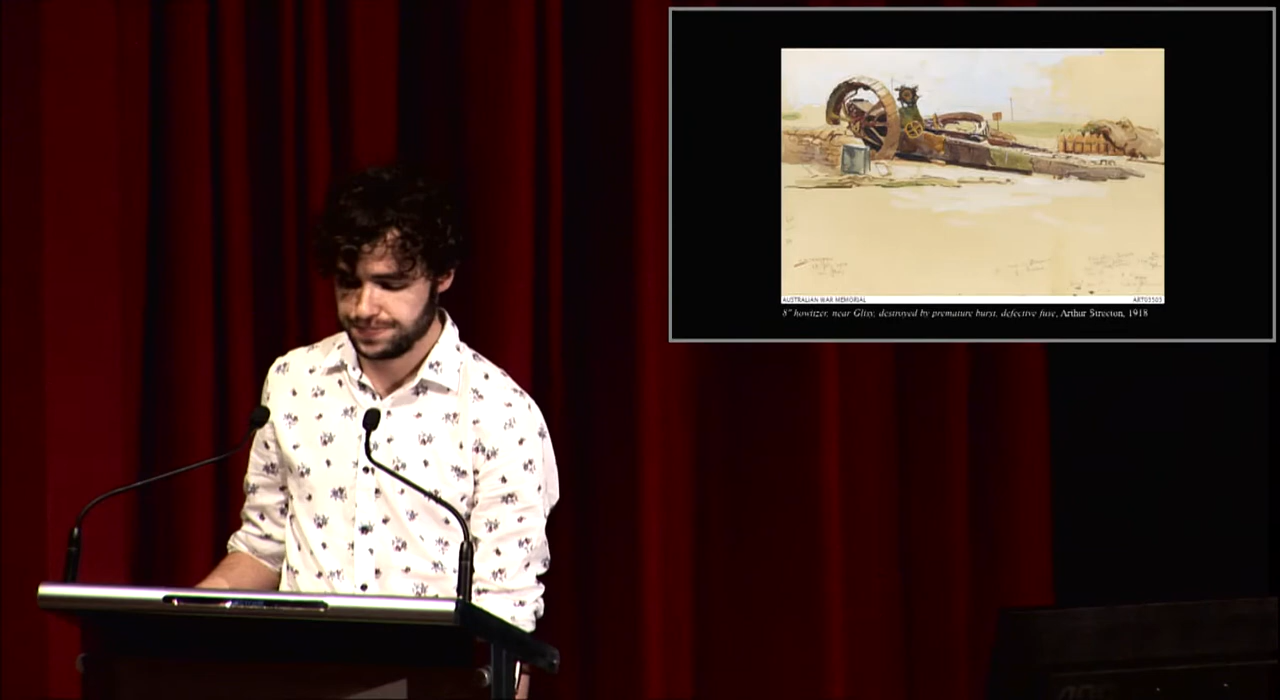 AUSTRALIAN WAR MEMORIAL ART03503
8" howitzer, near Glisy, destroyed by premature burst, defective fuse, Arthur Streeton, 1918